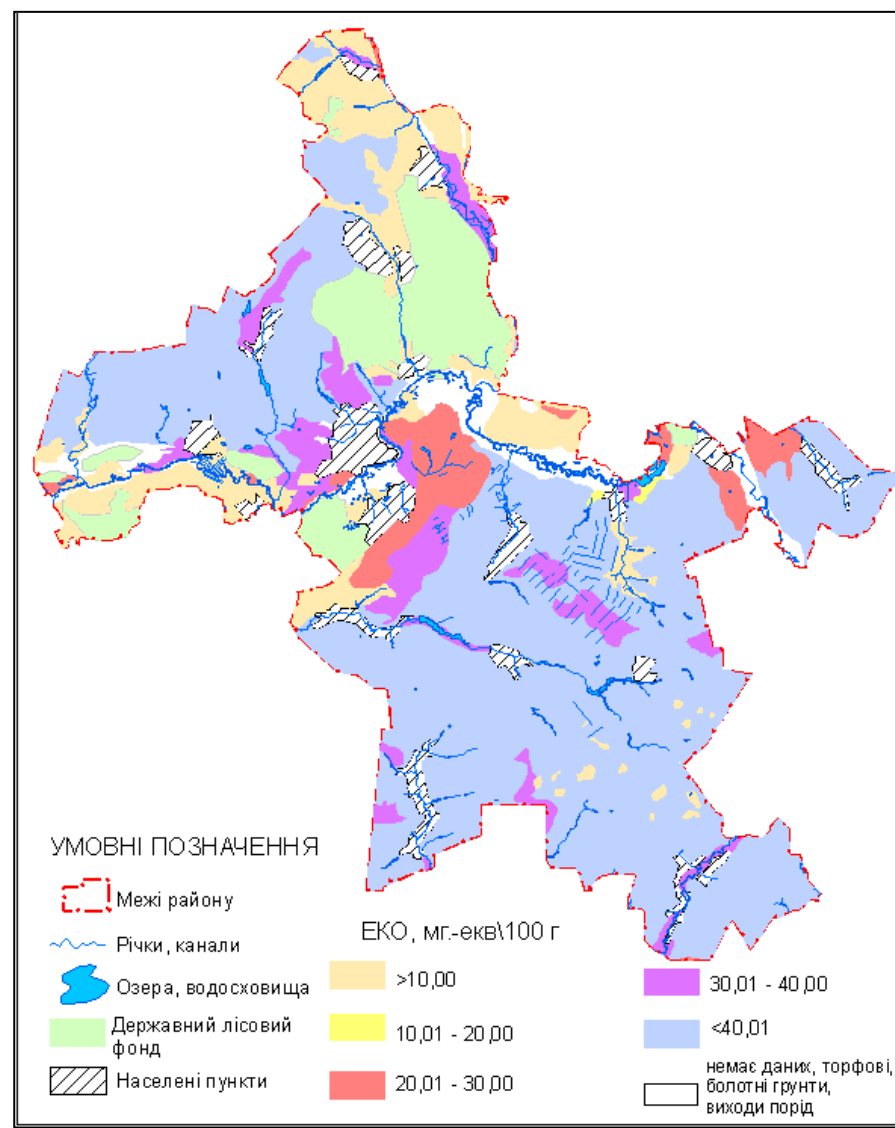 УМОВНІ ПОЗНАЧЕННЯ
Межі району
Річки, канали
Озера, водосховища
Державний лісовий
фонд
Населені пункти
ЕКО, мг.-екв\100 г
>10,00
10,01 - 20,00
20,01 - 30,00
30,01 - 40,00
<40,01
немає даних, торфові,
болотні грунти,
виходи порід